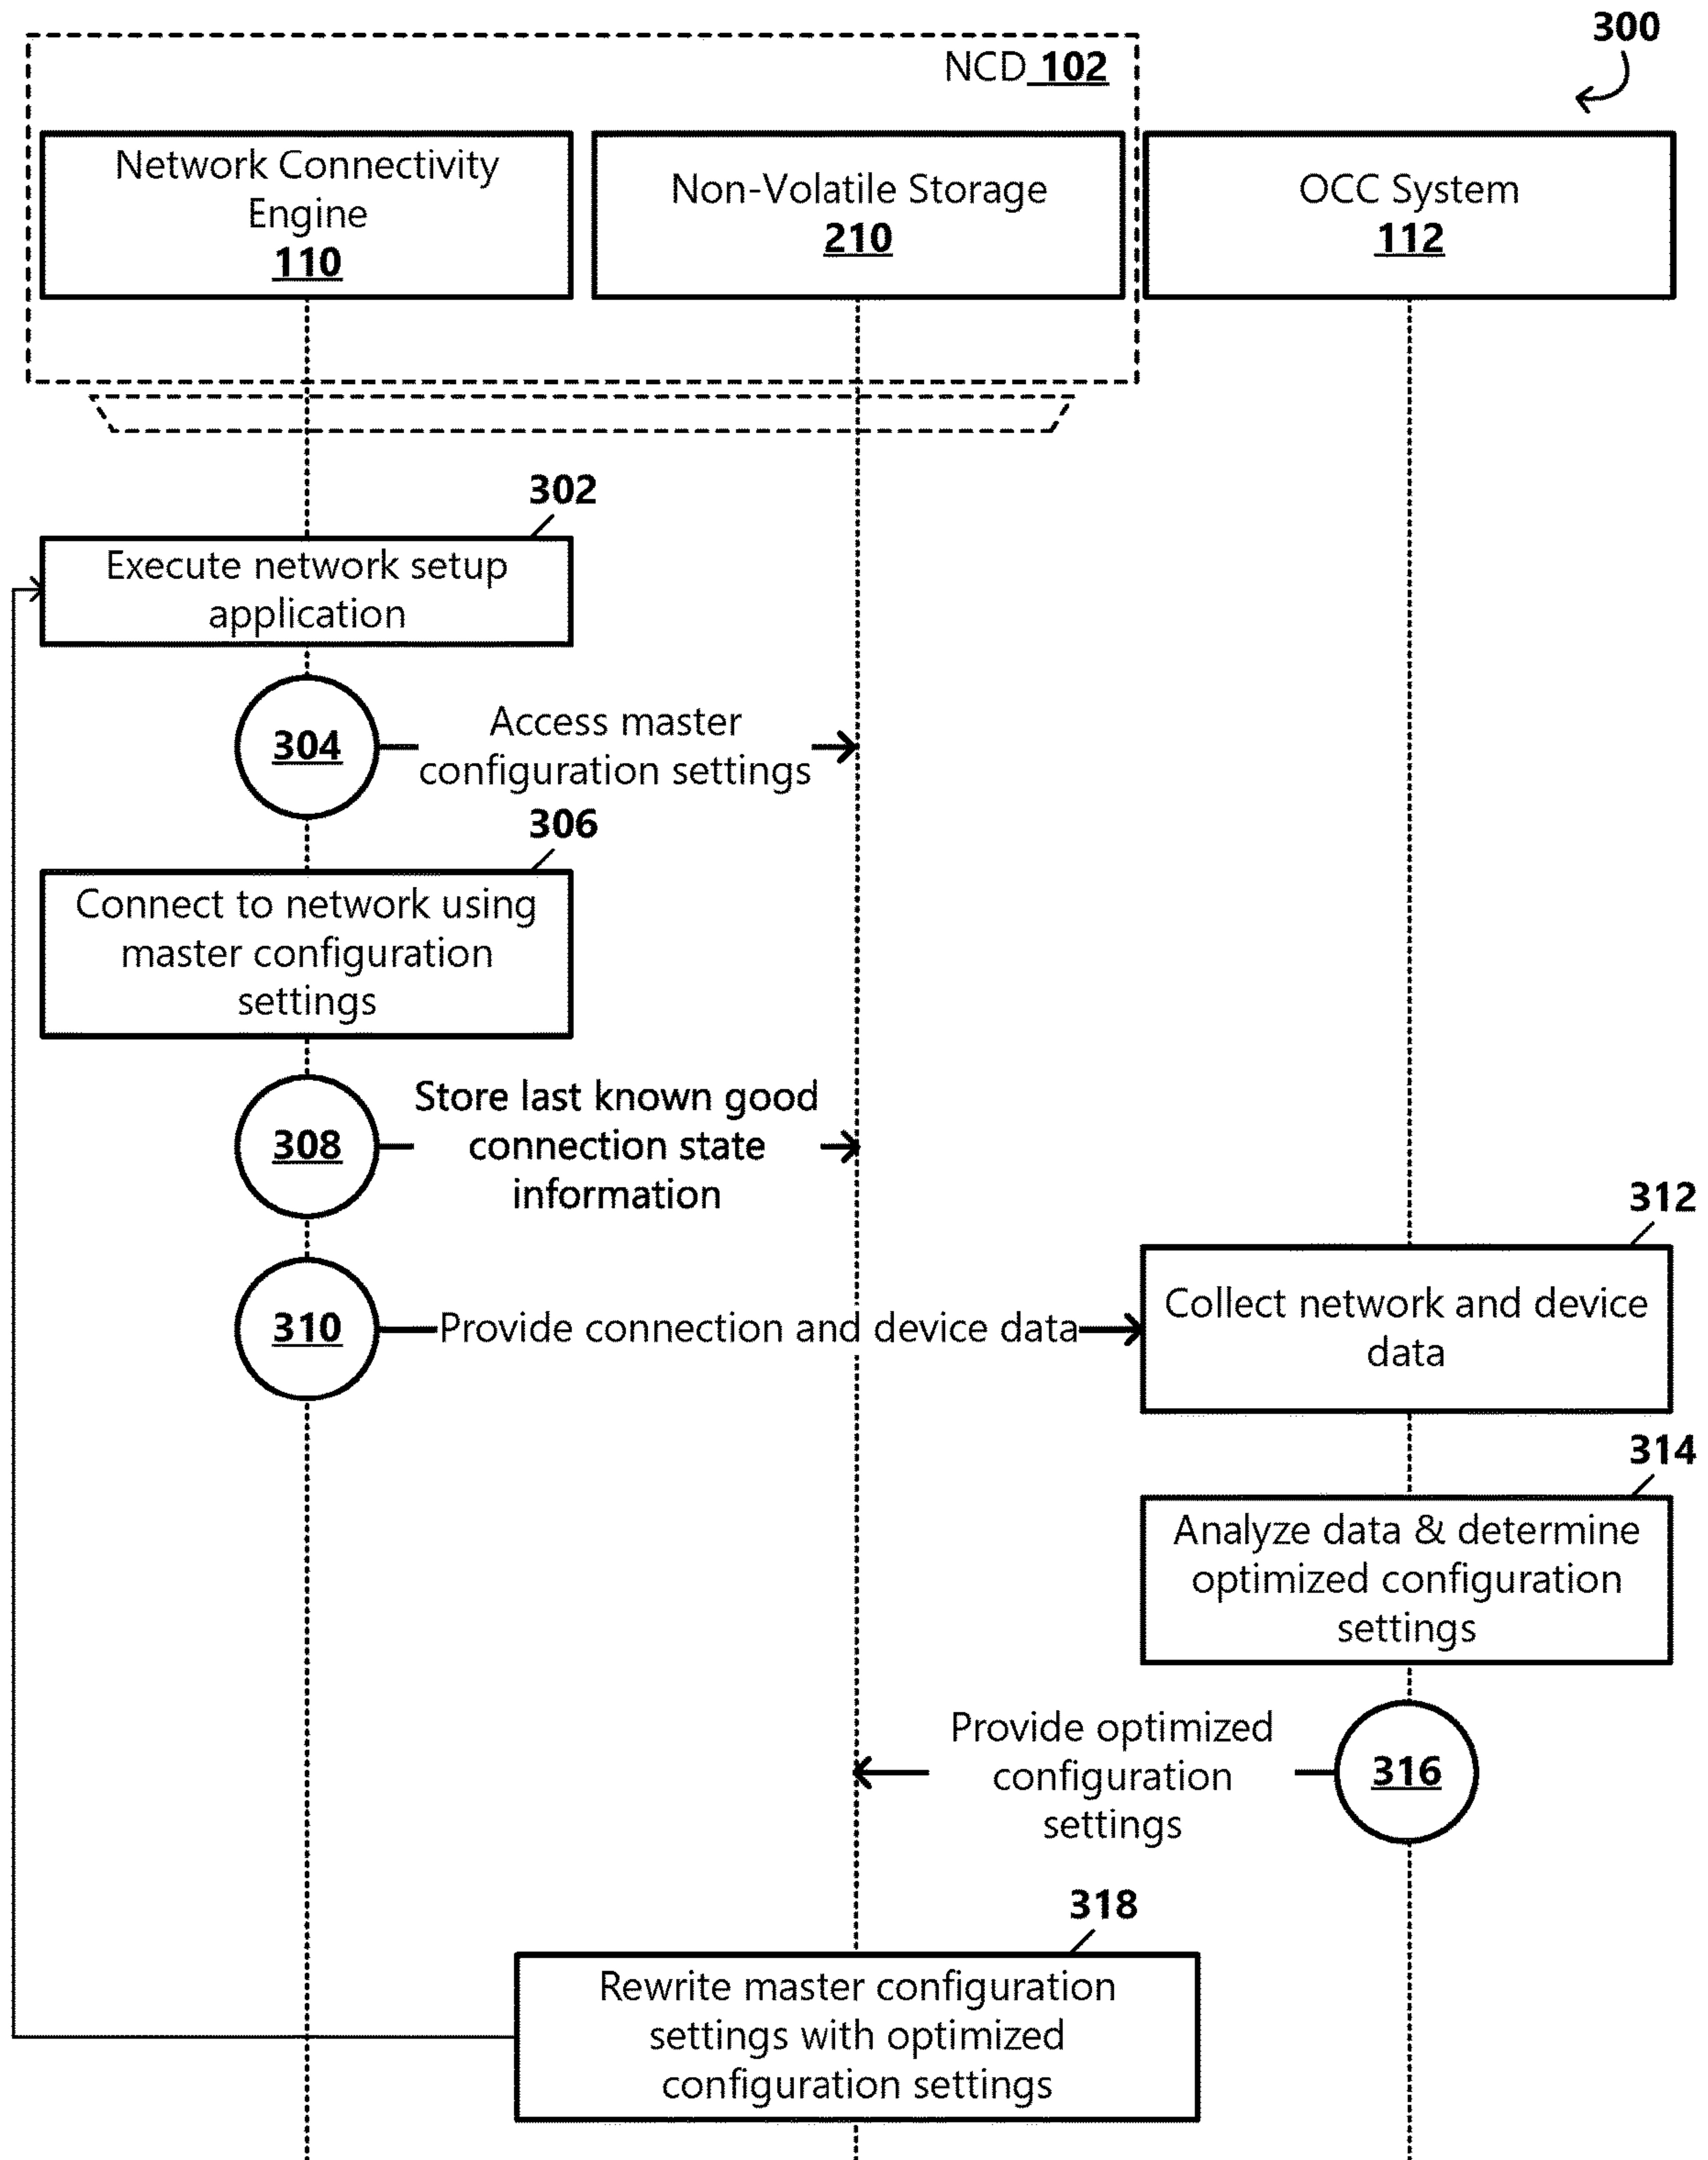 300
NCD 102
Network Connectivity
Engine
110
Non-Volatile Storage
210
OCC System
112
302
Execute network setup
application
304
Access master
configuration settings
306
Connect to network using
master configuration
settings
308
Store last known good
connection state
information
310
Provide connection and device data
312
Collect network and device
data
314
Analyze data & determine
optimized configuration
settings
316
Provide optimized
configuration
settings
318
Rewrite master configuration
settings with optimized
configuration settings